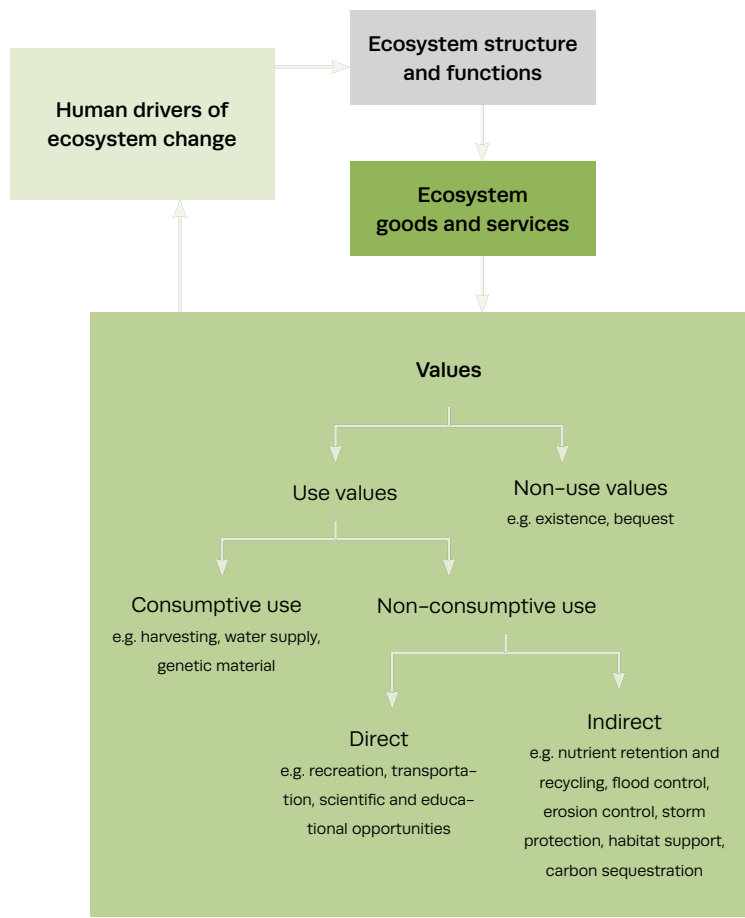 Ecosystem structure
and functions
Human drivers of
ecosystem change
Ecosystem
goods and services
Values
Use values
Non-use values
e.g. existence, bequest
Consumptive use
e.g. harvesting, water supply,
genetic material
Non-consumptive use
Direct
e.g. recreation, transporta-
tion, scientific and educa-
tional opportunities
Indirect
e.g. nutrient retention and
recycling, flood control,
erosion control, storm
protection, habitat support,
carbon sequestration